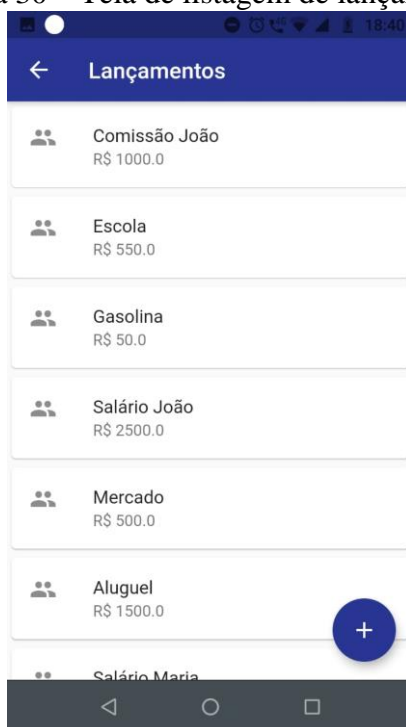 Tela de listagem de lança
18:40
Lançamentos
Comissão João
R$ 1000.0
Escola
R$ 550.0
Gasolina
R$ 50.0
Salário João
R$ 2500.0
Mercado
R$ 500.0
Aluguel
R$ 1500.0
+
Salário Maria